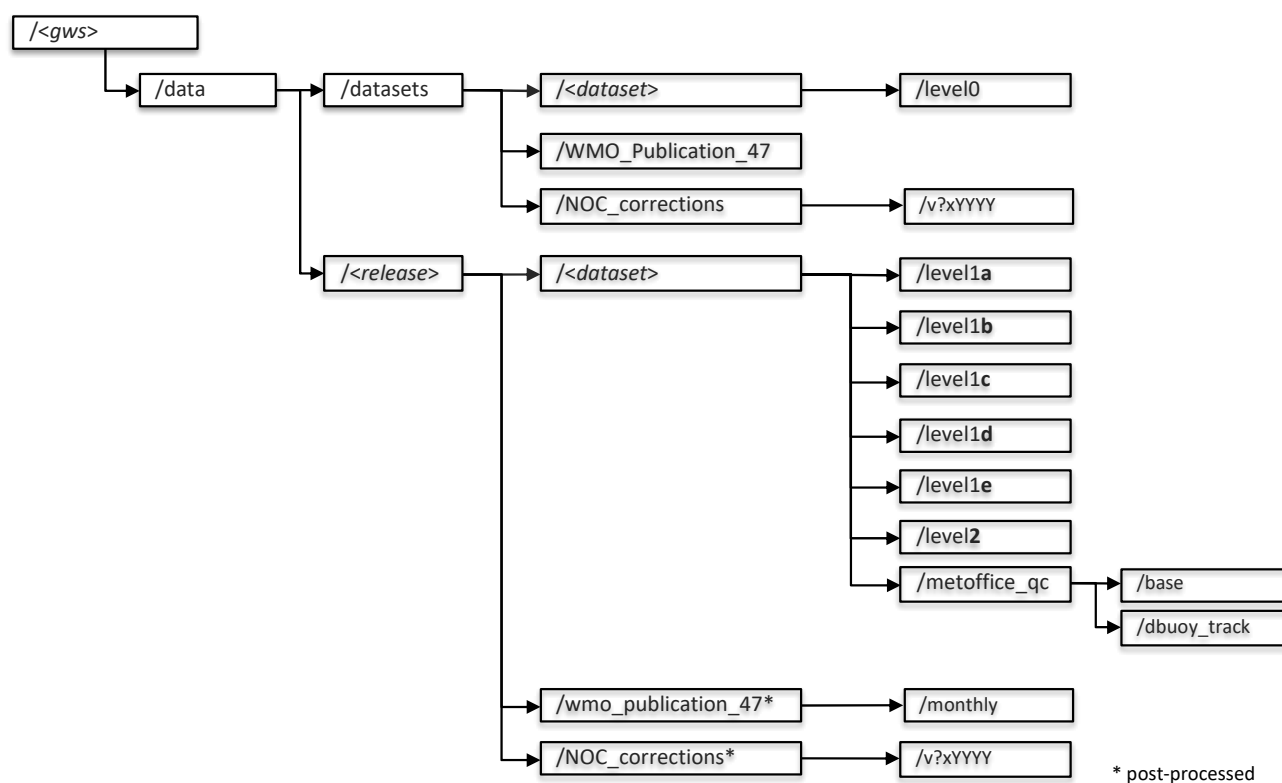 /<gws>
/data
/datasets
/<dataset>
/level0
/WMO_Publication_47
/NOC_corrections
/v?xYYYY
/<release>
/<dataset>
/level1a
/level1b
/level1c
/level1d
/level1e
/level2
/metoffice_qc
/base
/dbuoy_track
/wmo_publication_47*
/monthly
/NOC_corrections*
/v?xYYYY
* post-processed